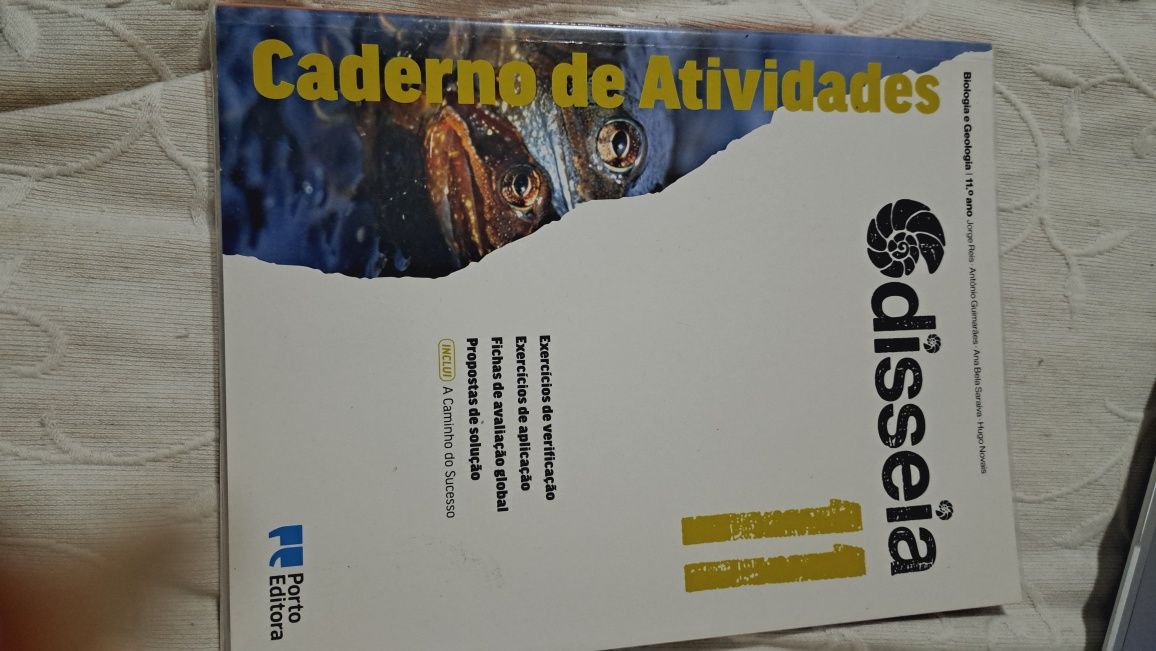 Biologia e Geologia | 11.º ano Jorge Reis · António Guimarães · Ana Bela Saraiva · Hugo Novais
Odisseia
11
Caderno de Atividades
Exercícios de verificação
Exercícios de aplicação
Fichas de avaliação global
Propostas de solução
INCLUI A Caminho do Sucesso
Porto
Editora